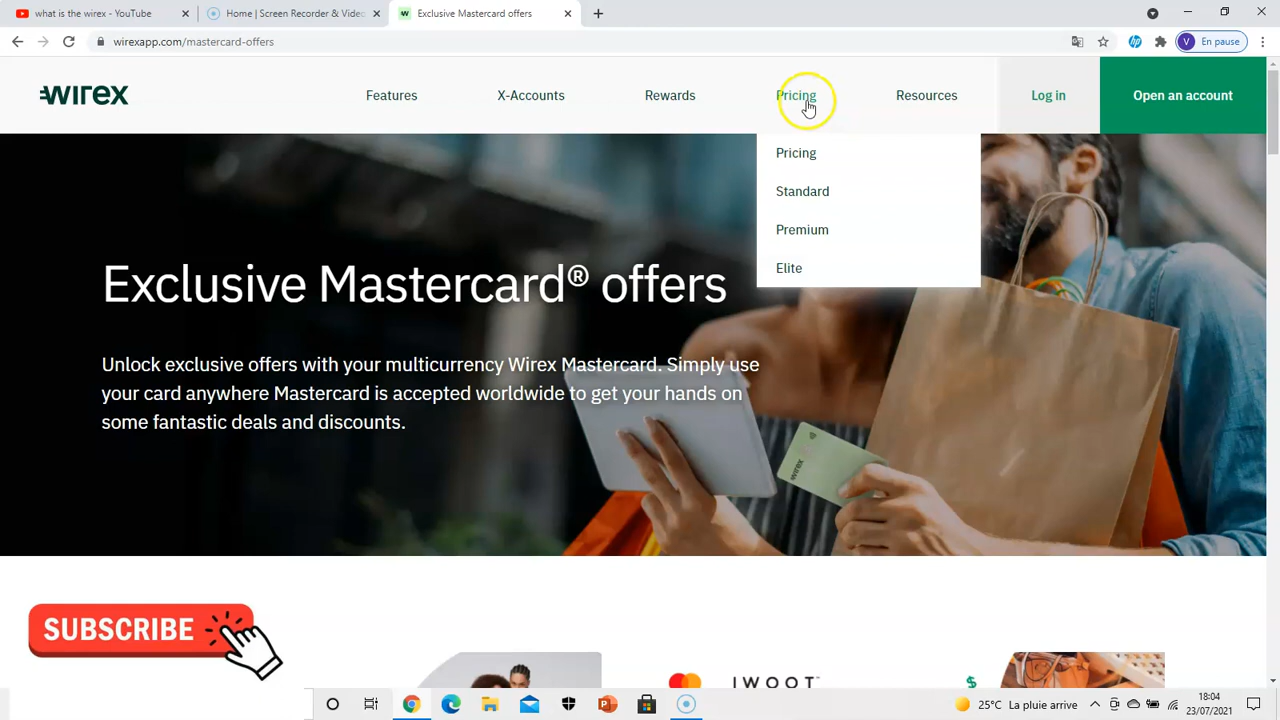 what is the wirex - YouTube
Home | Screen Recorder & Video
Exclusive Mastercard offers
wirexapp.com/mastercard-offers
V En pause
wirex
Features
X-Accounts
Rewards
Pricing
Resources
Log in
Open an account
Pricing
Standard
Premium
Elite
Exclusive Mastercard® offers
Unlock exclusive offers with your multicurrency Wirex Mastercard. Simply use
your card anywhere Mastercard is accepted worldwide to get your hands on
some fantastic deals and discounts.
wirex
SUBSCRIBE
IWOOT
$
25°C La pluie arrive
18:04
23/07/2021